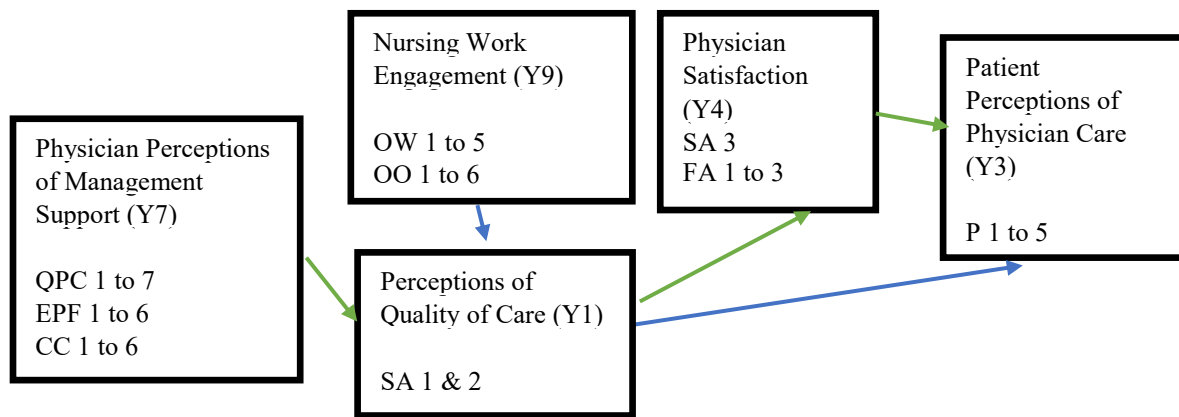 Physician Perceptions
of Management
Support (Y7)
QPC 1 to 7
EPF 1 to 6
CC 1 to 6
Nursing Work
Engagement (Y9)
OW 1 to 5
OO 1 to 6
Perceptions of
Quality of Care (Y1)
SA 1 & 2
Physician
Satisfaction
(Y4)
SA 3
FA 1 to 3
Patient
Perceptions of
Physician Care
(Y3)
P 1 to 5